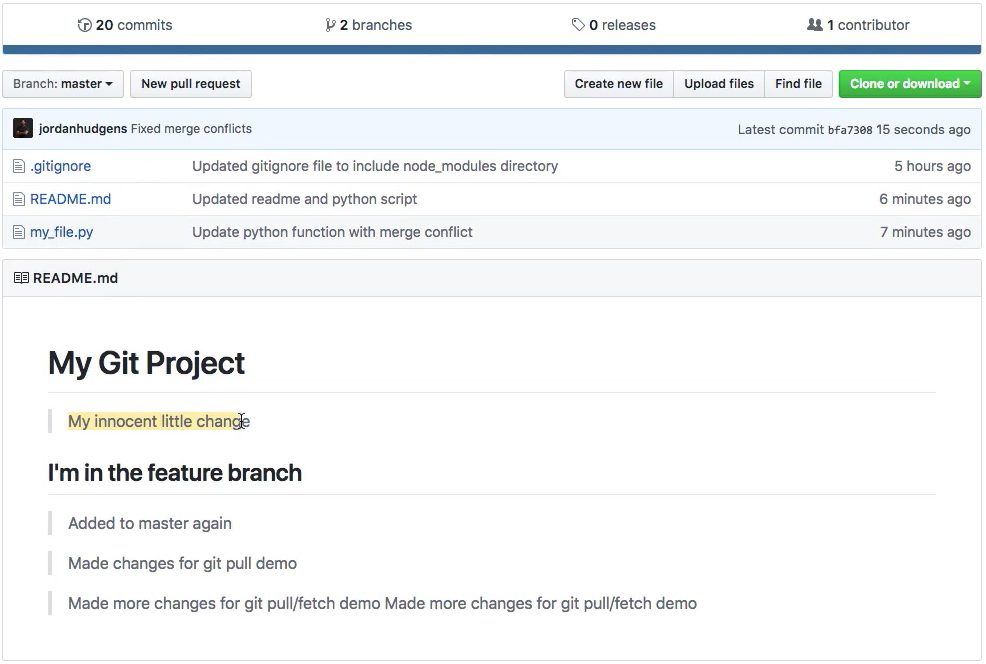 20 commits 2 branches 0 releases 1 contributor
Branch: master New pull request Create new file Upload files Find file Clone or download
jordanhudgens Fixed merge conflicts Latest commit bfa7308 15 seconds ago
.gitignore Updated gitignore file to include node_modules directory 5 hours ago
README.md Updated readme and python script 6 minutes ago
my_file.py Update python function with merge conflict 7 minutes ago
README.md
My Git Project
My innocent little change
I'm in the feature branch
Added to master again
Made changes for git pull demo
Made more changes for git pull/fetch demo Made more changes for git pull/fetch demo